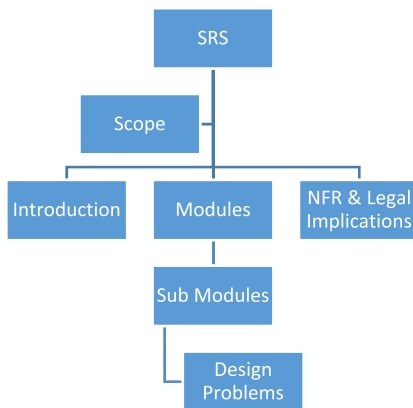 SRS
Scope
Introduction
Modules
NFR & Legal
Implications
Sub Modules
Design
Problems